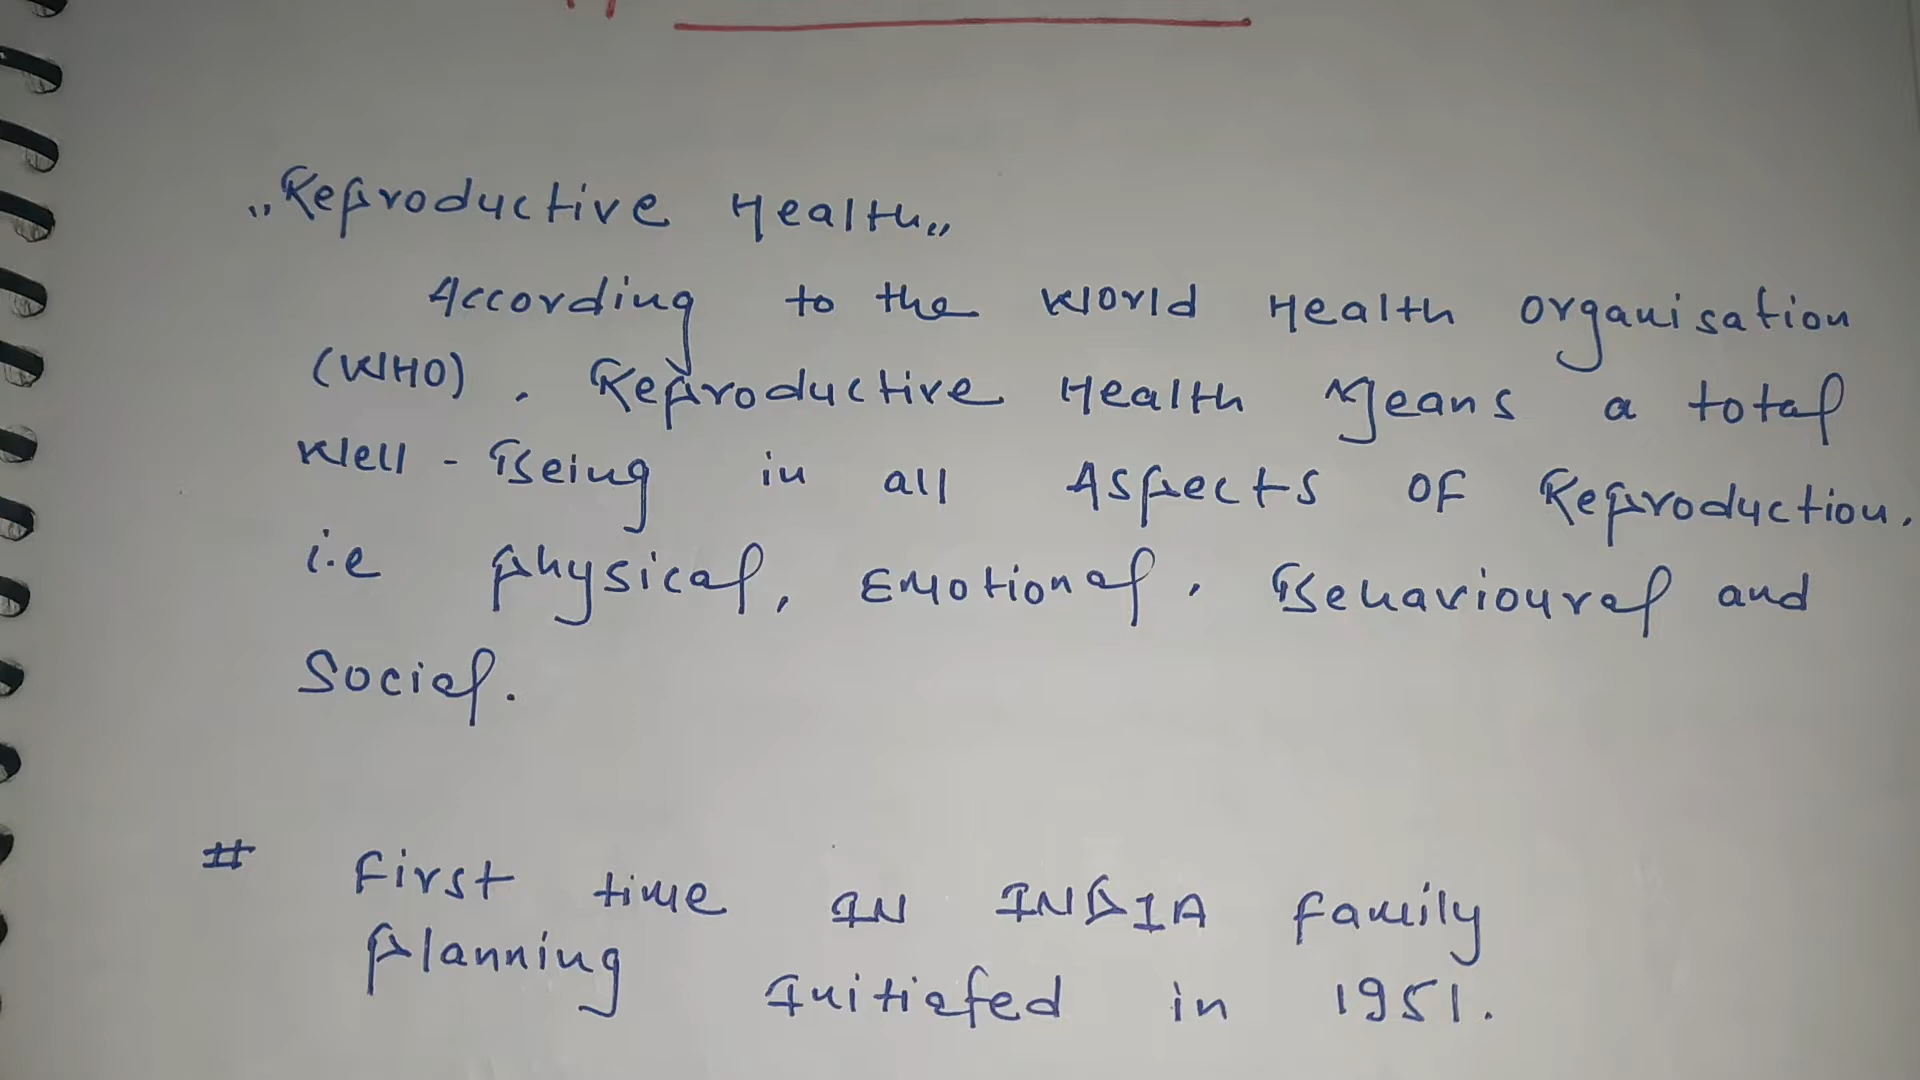 "Reproductive Health"
According to the World Health organisation
(WHO), Reproductive Health Means a total
Well-Being in all Aspects OF Reproduction.
i.e physical, Emotional, Behavioural and
Social.
# First time IN INDIA family
planning Initiated in 1951.